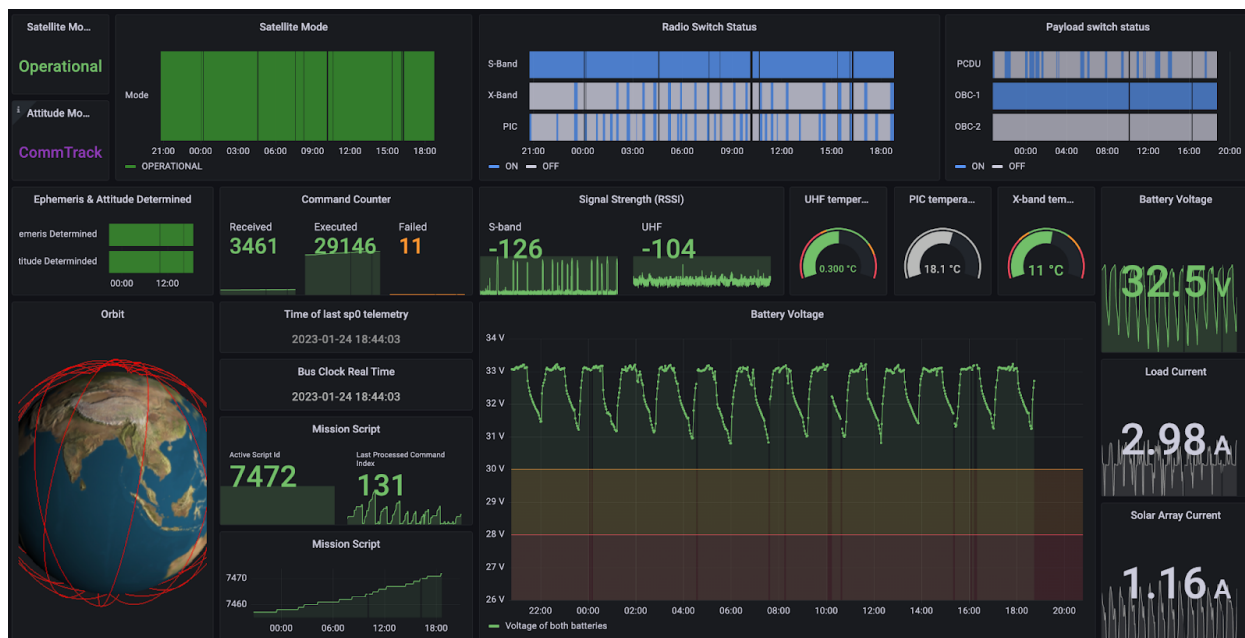 Satellite Mo...
Operational
Attitude Mo...
CommTrack
Satellite Mode
Mode
21:00 00:00 03:00 06:00 09:00 12:00 15:00 18:00
OPERATIONAL
Radio Switch Status
S-Band
X-Band
PIC
21:00 00:00 03:00 06:00 09:00 12:00 15:00 18:00
ON OFF
Payload switch status
PCDU
OBC-1
OBC-2
00:00 04:00 08:00 12:00 16:00 20:00
ON OFF
Ephemeris & Attitude Determined
emeris Determined
titude Determinded
00:00 12:00
Command Counter
Received Executed Failed
3461 29146 11
Signal Strength (RSSI)
S-band UHF
-126 -104
UHF temper...
0.300 °C
PIC tempera...
18.1 °C
X-band tem...
11 °C
Battery Voltage
32.5 V
Orbit
Time of last sp0 telemetry
2023-01-24 18:44:03
Bus Clock Real Time
2023-01-24 18:44:03
Mission Script
Active Script Id
7472
Last Processed Command
Index
131
Mission Script
7470
7460
00:00 06:00 12:00 18:00
Battery Voltage
34 V
33 V
32 V
31 V
30 V
29 V
28 V
27 V
26 V
22:00 00:00 02:00 04:00 06:00 08:00 10:00 12:00 14:00 16:00 18:00 20:00
Voltage of both batteries
Load Current
2.98 A
Solar Array Current
1.16 A